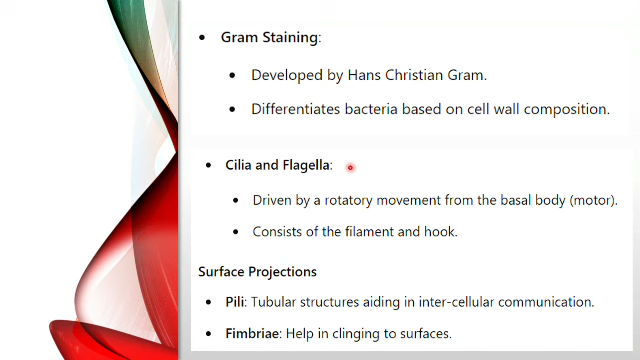 • Gram Staining:
• Developed by Hans Christian Gram.
• Differentiates bacteria based on cell wall composition.
• Cilia and Flagella:
• Driven by a rotatory movement from the basal body (motor).
• Consists of the filament and hook.
Surface Projections
• Pili: Tubular structures aiding in inter-cellular communication.
• Fimbriae: Help in clinging to surfaces.